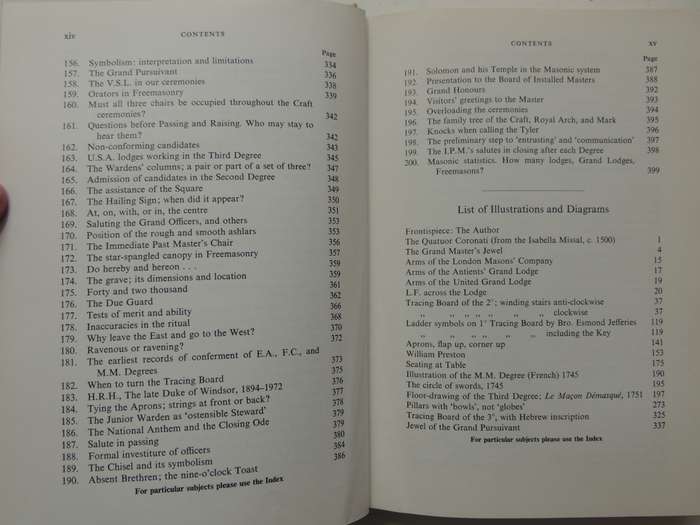 xiv CONTENTS
Page
156. Symbolism: interpretation and limitations 334
157. The Grand Pursuivant 336
158. The V.S.L. in our ceremonies 338
159. Orators in Freemasonry 339
160. Must all three chairs be occupied throughout the Craft
ceremonies? 342
161. Questions before Passing and Raising. Who may stay to
hear them? 342
162. Non-conforming candidates 343
163. U.S.A. lodges working in the Third Degree 345
164. The Wardens' columns; a pair or part of a set of three? 347
165. Admission of candidates in the Second Degree 348
166. The assistance of the Square 349
167. The Hailing Sign; when did it appear? 350
168. At, on, with, or in, the centre 351
169. Saluting the Grand Officers, and others 353
170. Position of the rough and smooth ashlars 353
171. The Immediate Past Master's Chair 356
172. The star-spangled canopy in Freemasonry 357
173. Do hereby and hereon . . . 359
174. The grave; its dimensions and location 359
175. Forty and two thousand 361
176. The Due Guard 362
177. Tests of merit and ability 366
178. Inaccuracies in the ritual 368
179. Why leave the East and go to the West? 370
180. Ravenous or ravening? 372
181. The earliest records of conferment of E.A., F.C., and
M.M. Degrees 373
182. When to turn the Tracing Board 375
183. H.R.H., The late Duke of Windsor, 1894–1972 376
184. Tying the Aprons; strings at front or back? 377
185. The Junior Warden as 'ostensible Steward' 378
186. The National Anthem and the Closing Ode 379
187. Salute in passing 379
188. Formal investiture of officers 380
189. The Chisel and its symbolism 384
190. Absent Brethren; the nine-o'clock Toast 386
For particular subjects please use the Index
CONTENTS xv
Page
191. Solomon and his Temple in the Masonic system 387
192. Presentation to the Board of Installed Masters 388
193. Grand Honours 392
194. Visitors' greetings to the Master 393
195. Overloading the ceremonies 394
196. The family tree of the Craft, Royal Arch, and Mark 395
197. Knocks when calling the Tyler 396
198. The preliminary step to 'entrusting' and 'communication' 397
199. The I.P.M.'s salutes in closing after each Degree 398
200. Masonic statistics. How many lodges, Grand Lodges,
Freemasons? 399
List of Illustrations and Diagrams
Frontispiece: The Author
The Quatuor Coronati (from the Isabella Missal, c. 1500) 1
The Grand Master's Jewel 4
Arms of the London Masons' Company 15
Arms of the Antients' Grand Lodge 17
Arms of the United Grand Lodge 19
L.F. across the Lodge 20
Tracing Board of the 2°; winding stairs anti-clockwise 37
,, ,, ,, ,, ,, ,, clockwise 37
Ladder symbols on 1° Tracing Board by Bro. Esmond Jefferies 119
,, ,, ,, ,, ,, ,, including the Key 119
Aprons, flap up, corner up 141
William Preston 153
Seating at Table 175
Illustration of the M.M. Degree (French) 1745 190
The circle of swords, 1745 195
Floor-drawing of the Third Degree; Le Maçon Démasqué, 1751 197
Pillars with 'bowls', not 'globes' 273
Tracing Board of the 3°, with Hebrew inscription 325
Jewel of the Grand Pursuivant 337
For particular subjects please use the Index